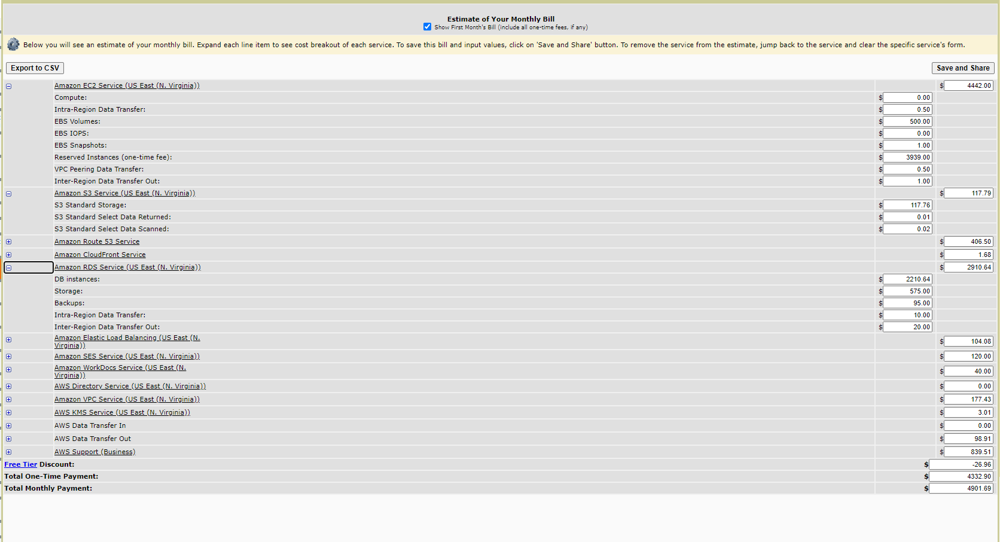 Estimate of Your Monthly Bill
Show First Month's Bill (include all one-time fees, if any)
Below you will see an estimate of your monthly bill. Expand each line item to see cost breakout of each service. To save this bill and input values, click on 'Save and Share' button. To remove the service from the estimate, jump back to the service and clear the specific service's form.
Export to CSV Save and Share
Amazon EC2 Service (US East (N. Virginia)) $ 4442.00
Compute: $ 0.00
Intra-Region Data Transfer: $ 0.50
EBS Volumes: $ 500.00
EBS IOPS: $ 0.00
EBS Snapshots: $ 1.00
Reserved Instances (one-time fee): $ 3939.00
VPC Peering Data Transfer: $ 0.50
Inter-Region Data Transfer Out: $ 1.00
Amazon S3 Service (US East (N. Virginia)) $ 117.79
S3 Standard Storage: $ 117.76
S3 Standard Select Data Returned: $ 0.01
S3 Standard Select Data Scanned: $ 0.02
Amazon Route 53 Service $ 406.50
Amazon CloudFront Service $ 1.68
Amazon RDS Service (US East (N. Virginia)) $ 2910.64
DB instances: $ 2210.64
Storage: $ 575.00
Backups: $ 95.00
Intra-Region Data Transfer: $ 10.00
Inter-Region Data Transfer Out: $ 20.00
Amazon Elastic Load Balancing (US East (N.
Virginia)) $ 104.08
Amazon SES Service (US East (N. Virginia)) $ 120.00
Amazon WorkDocs Service (US East (N.
Virginia)) $ 40.00
AWS Directory Service (US East (N. Virginia)) $ 0.00
Amazon VPC Service (US East (N. Virginia)) $ 177.43
AWS KMS Service (US East (N. Virginia)) $ 3.01
AWS Data Transfer In $ 0.00
AWS Data Transfer Out $ 98.91
AWS Support (Business) $ 839.51
Free Tier Discount: $ -26.96
Total One-Time Payment: $ 4332.90
Total Monthly Payment: $ 4901.69